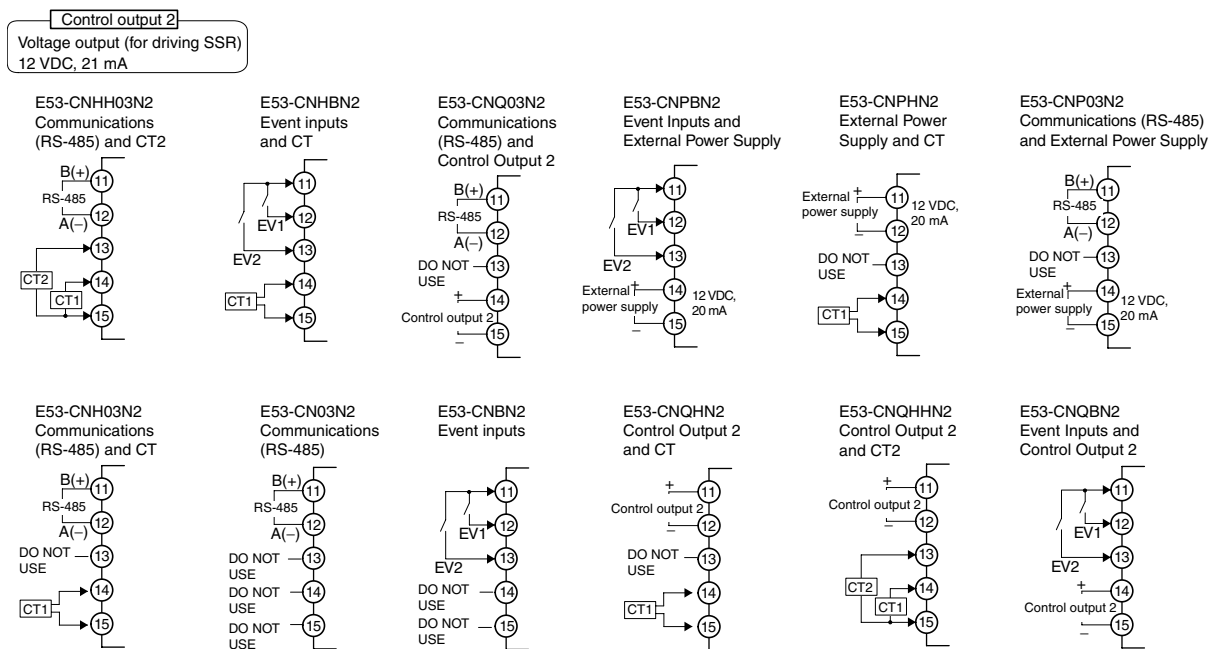 Control output 2
Voltage output (for driving SSR)
12 VDC, 21 mA
E53-CNHH03N2
Communications
(RS-485) and CT2
B(+)
11
RS-485
12
A(−)
13
CT2
14
CT1
15
E53-CNHBN2
Event inputs
and CT
11
12
EV1
13
EV2
14
CT1
15
E53-CNQ03N2
Communications
(RS-485) and
Control Output 2
B(+)
11
RS-485
12
A(−)
DO NOT
USE
13
+
14
Control output 2
−
15
E53-CNPBN2
Event Inputs and
External Power Supply
11
12
EV1
13
EV2
External
power supply
+
14
12 VDC,
20 mA
−
15
E53-CNPHN2
External Power
Supply and CT
External
power supply
+
11
12 VDC,
20 mA
−
12
DO NOT
USE
13
14
CT1
15
E53-CNP03N2
Communications (RS-485)
and External Power Supply
B(+)
11
RS-485
12
A(−)
DO NOT
USE
13
External
power supply
+
14
12 VDC,
20 mA
−
15
E53-CNH03N2
Communications
(RS-485) and CT
B(+)
11
RS-485
12
A(−)
DO NOT
USE
13
14
CT1
15
E53-CN03N2
Communications
(RS-485)
B(+)
11
RS-485
12
A(−)
DO NOT
USE
13
DO NOT
USE
14
DO NOT
USE
15
E53-CNBN2
Event inputs
11
12
EV1
13
EV2
DO NOT
USE
14
DO NOT
USE
15
E53-CNQHN2
Control Output 2
and CT
+
11
Control output 2
−
12
DO NOT
USE
13
14
CT1
15
E53-CNQHHN2
Control Output 2
and CT2
+
11
Control output 2
−
12
13
CT2
14
CT1
15
E53-CNQBN2
Event Inputs and
Control Output 2
11
12
EV1
13
EV2
+
14
Control output 2
−
15